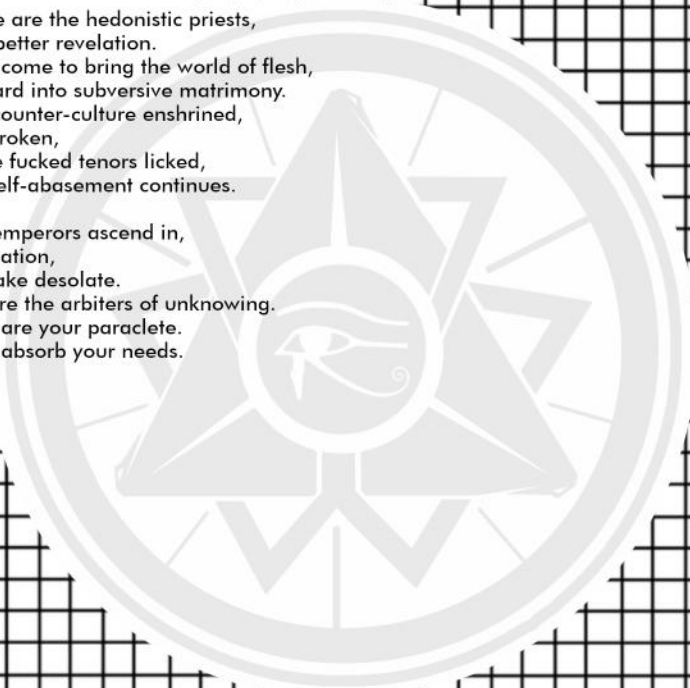 e are the hedonistic priests,
better revelation.
come to bring the world of flesh,
ard into subversive matrimony.
counter-culture enshrined,
roken,
e fucked tenors licked,
elf-abasement continues.
emperors ascend in,
ation,
ake desolate.
re the arbiters of unknowing.
are your paraclete.
absorb your needs.